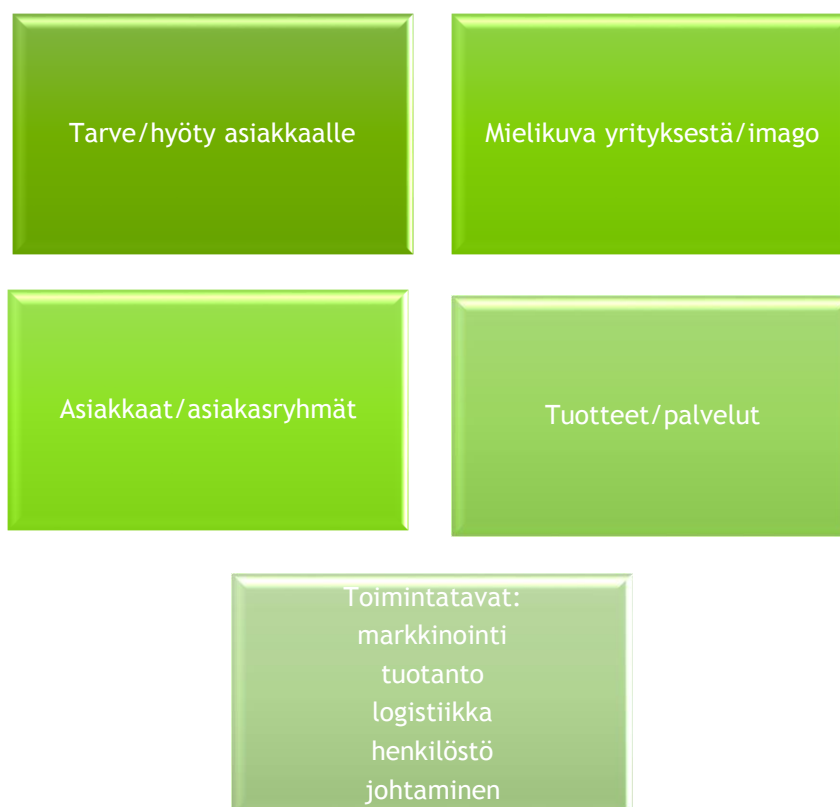 Tarve/hyöty asiakkaalle
Mielikuva yrityksestä/imago
Asiakkaat/asiakasryhmät
Tuotteet/palvelut
Toimintatavat:
markkinointi
tuotanto
logistiikka
henkilöstö
johtaminen